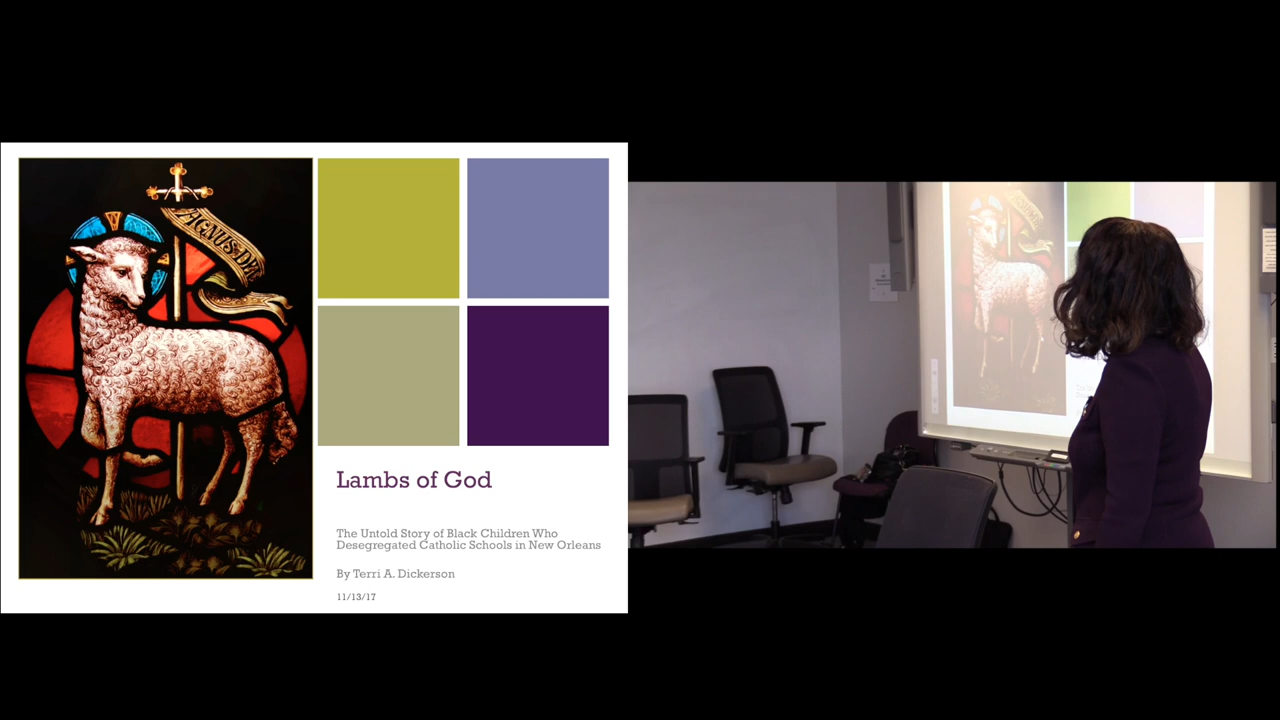 AGNUS DEI
Lambs of God
The Untold Story of Black Children Who
Desegregated Catholic Schools in New Orleans
By Terri A. Dickerson
11/13/17